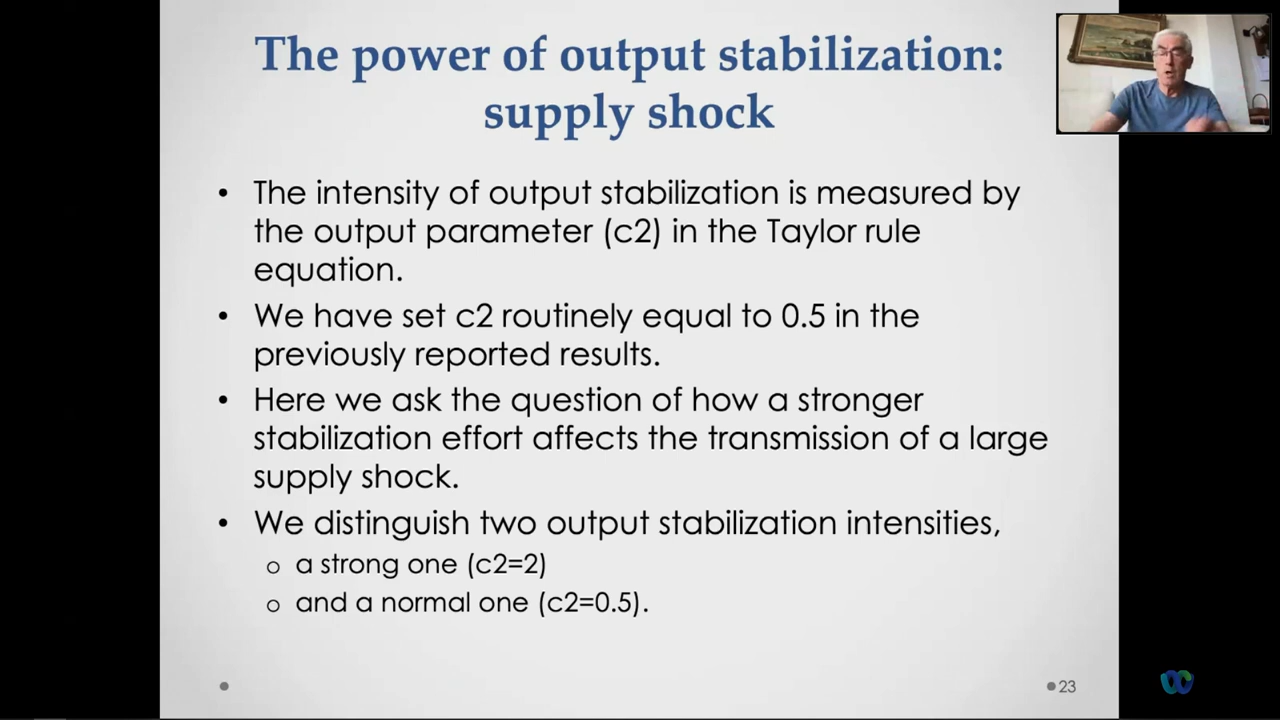 The power of output stabilization:
supply shock
• The intensity of output stabilization is measured by
the output parameter (c2) in the Taylor rule
equation.
• We have set c2 routinely equal to 0.5 in the
previously reported results.
• Here we ask the question of how a stronger
stabilization effort affects the transmission of a large
supply shock.
• We distinguish two output stabilization intensities,
o a strong one (c2=2)
o and a normal one (c2=0.5).
23